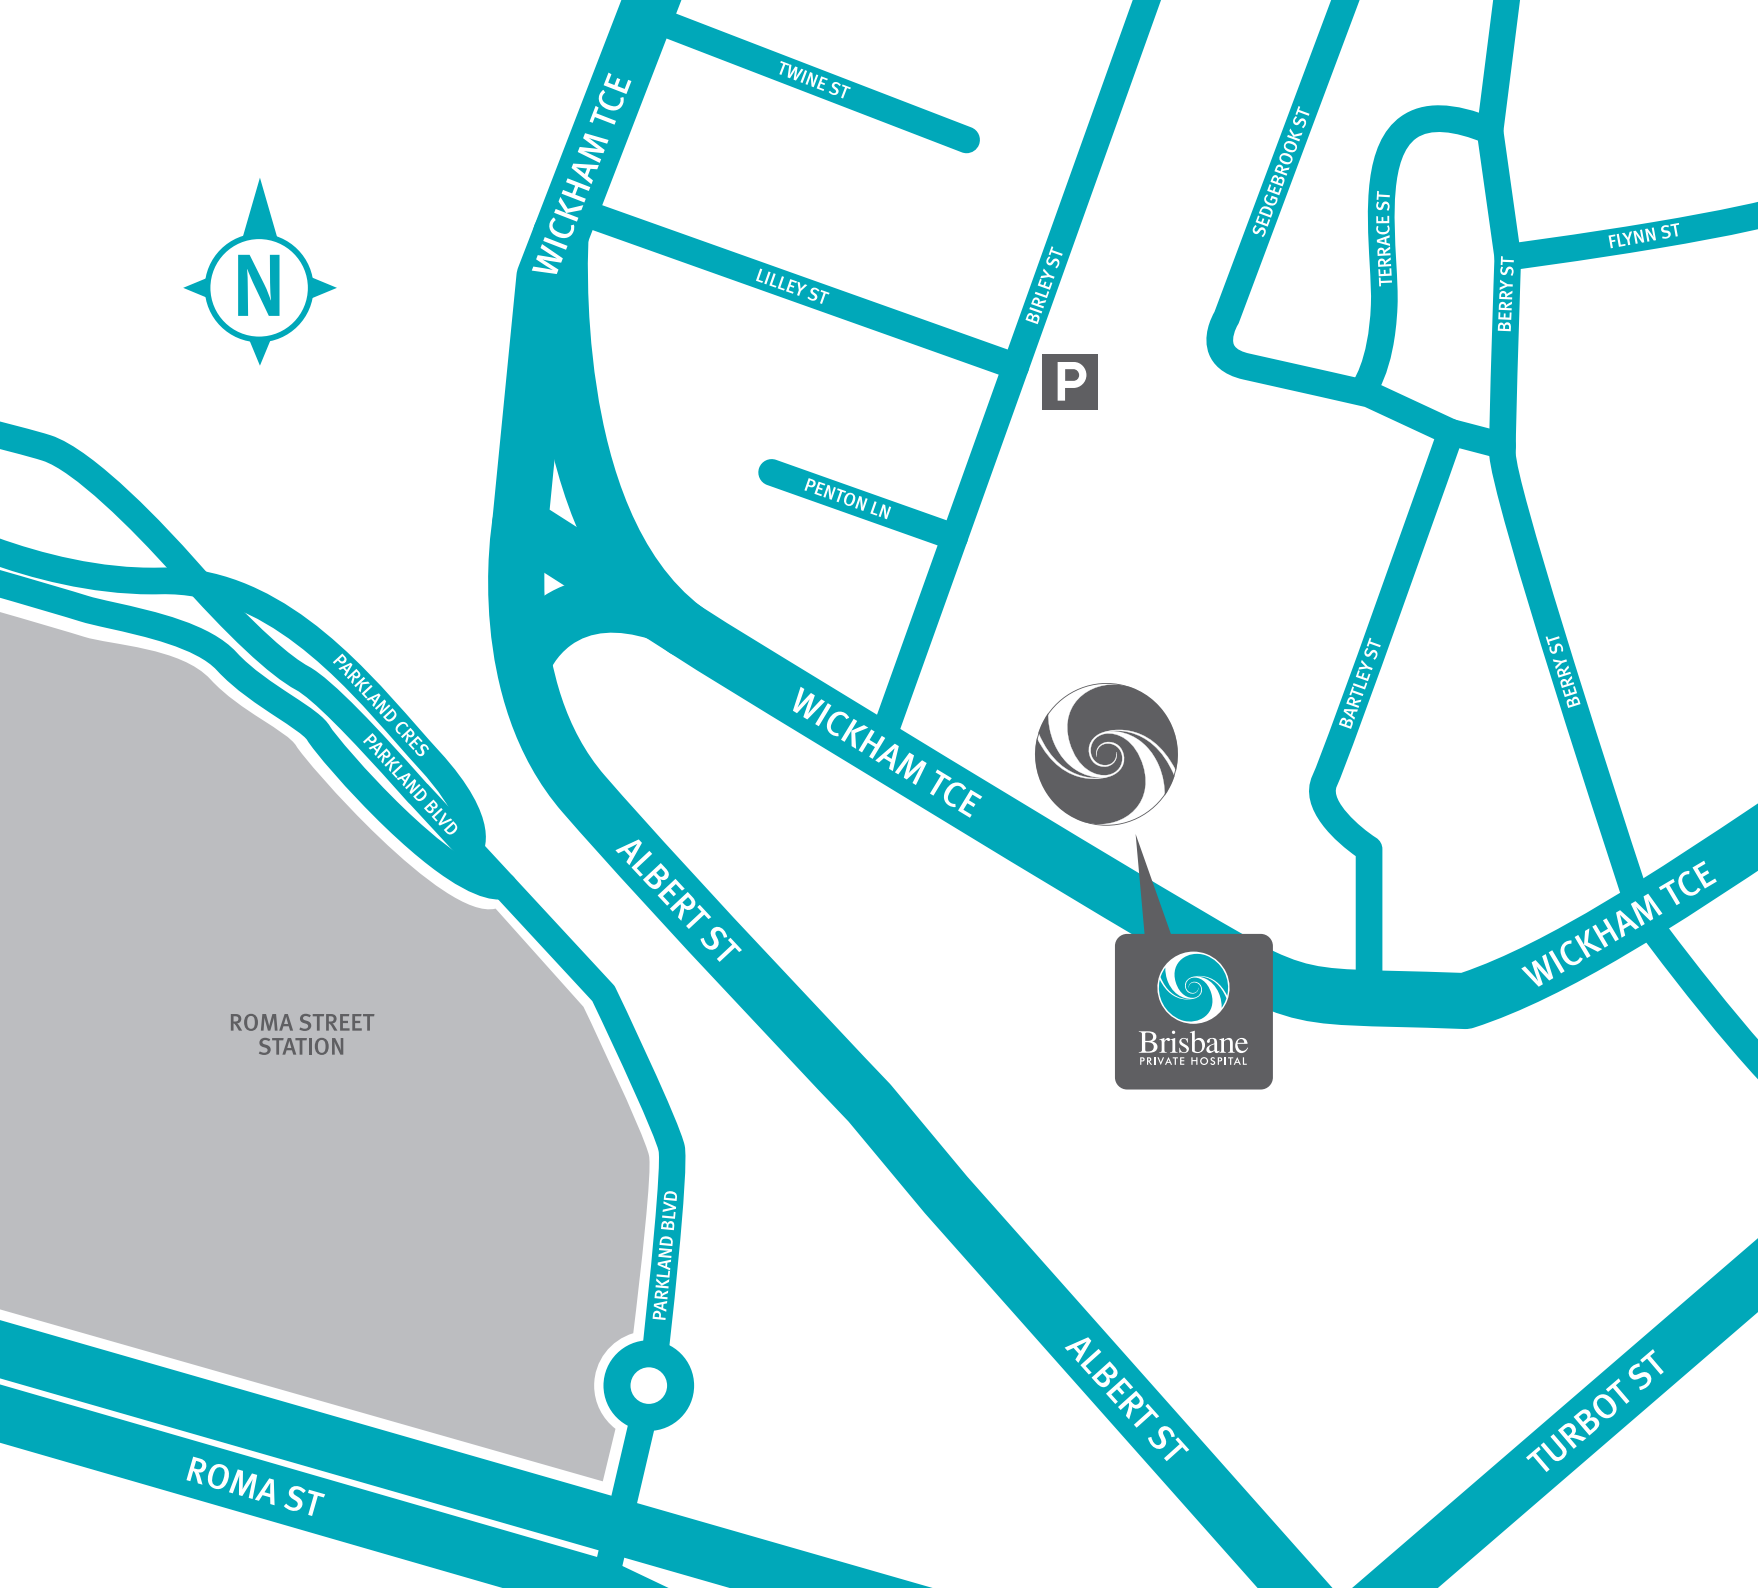 TWINE ST
WICKHAM TCE
SEDGEBROOK ST
TERRACE ST
FLYNN ST
N
LILLEY ST
BIRLEY ST
BERRY ST
P
PENTON LN
PARKLAND CRES
PARKLAND BLVD
WICKHAM TCE
BARTLEY ST
BERRY ST
ALBERT ST
WICKHAM TCE
ROMA STREET
STATION
Brisbane
PRIVATE HOSPITAL
PARKLAND BLVD
ALBERT ST
TURBOT ST
ROMA ST